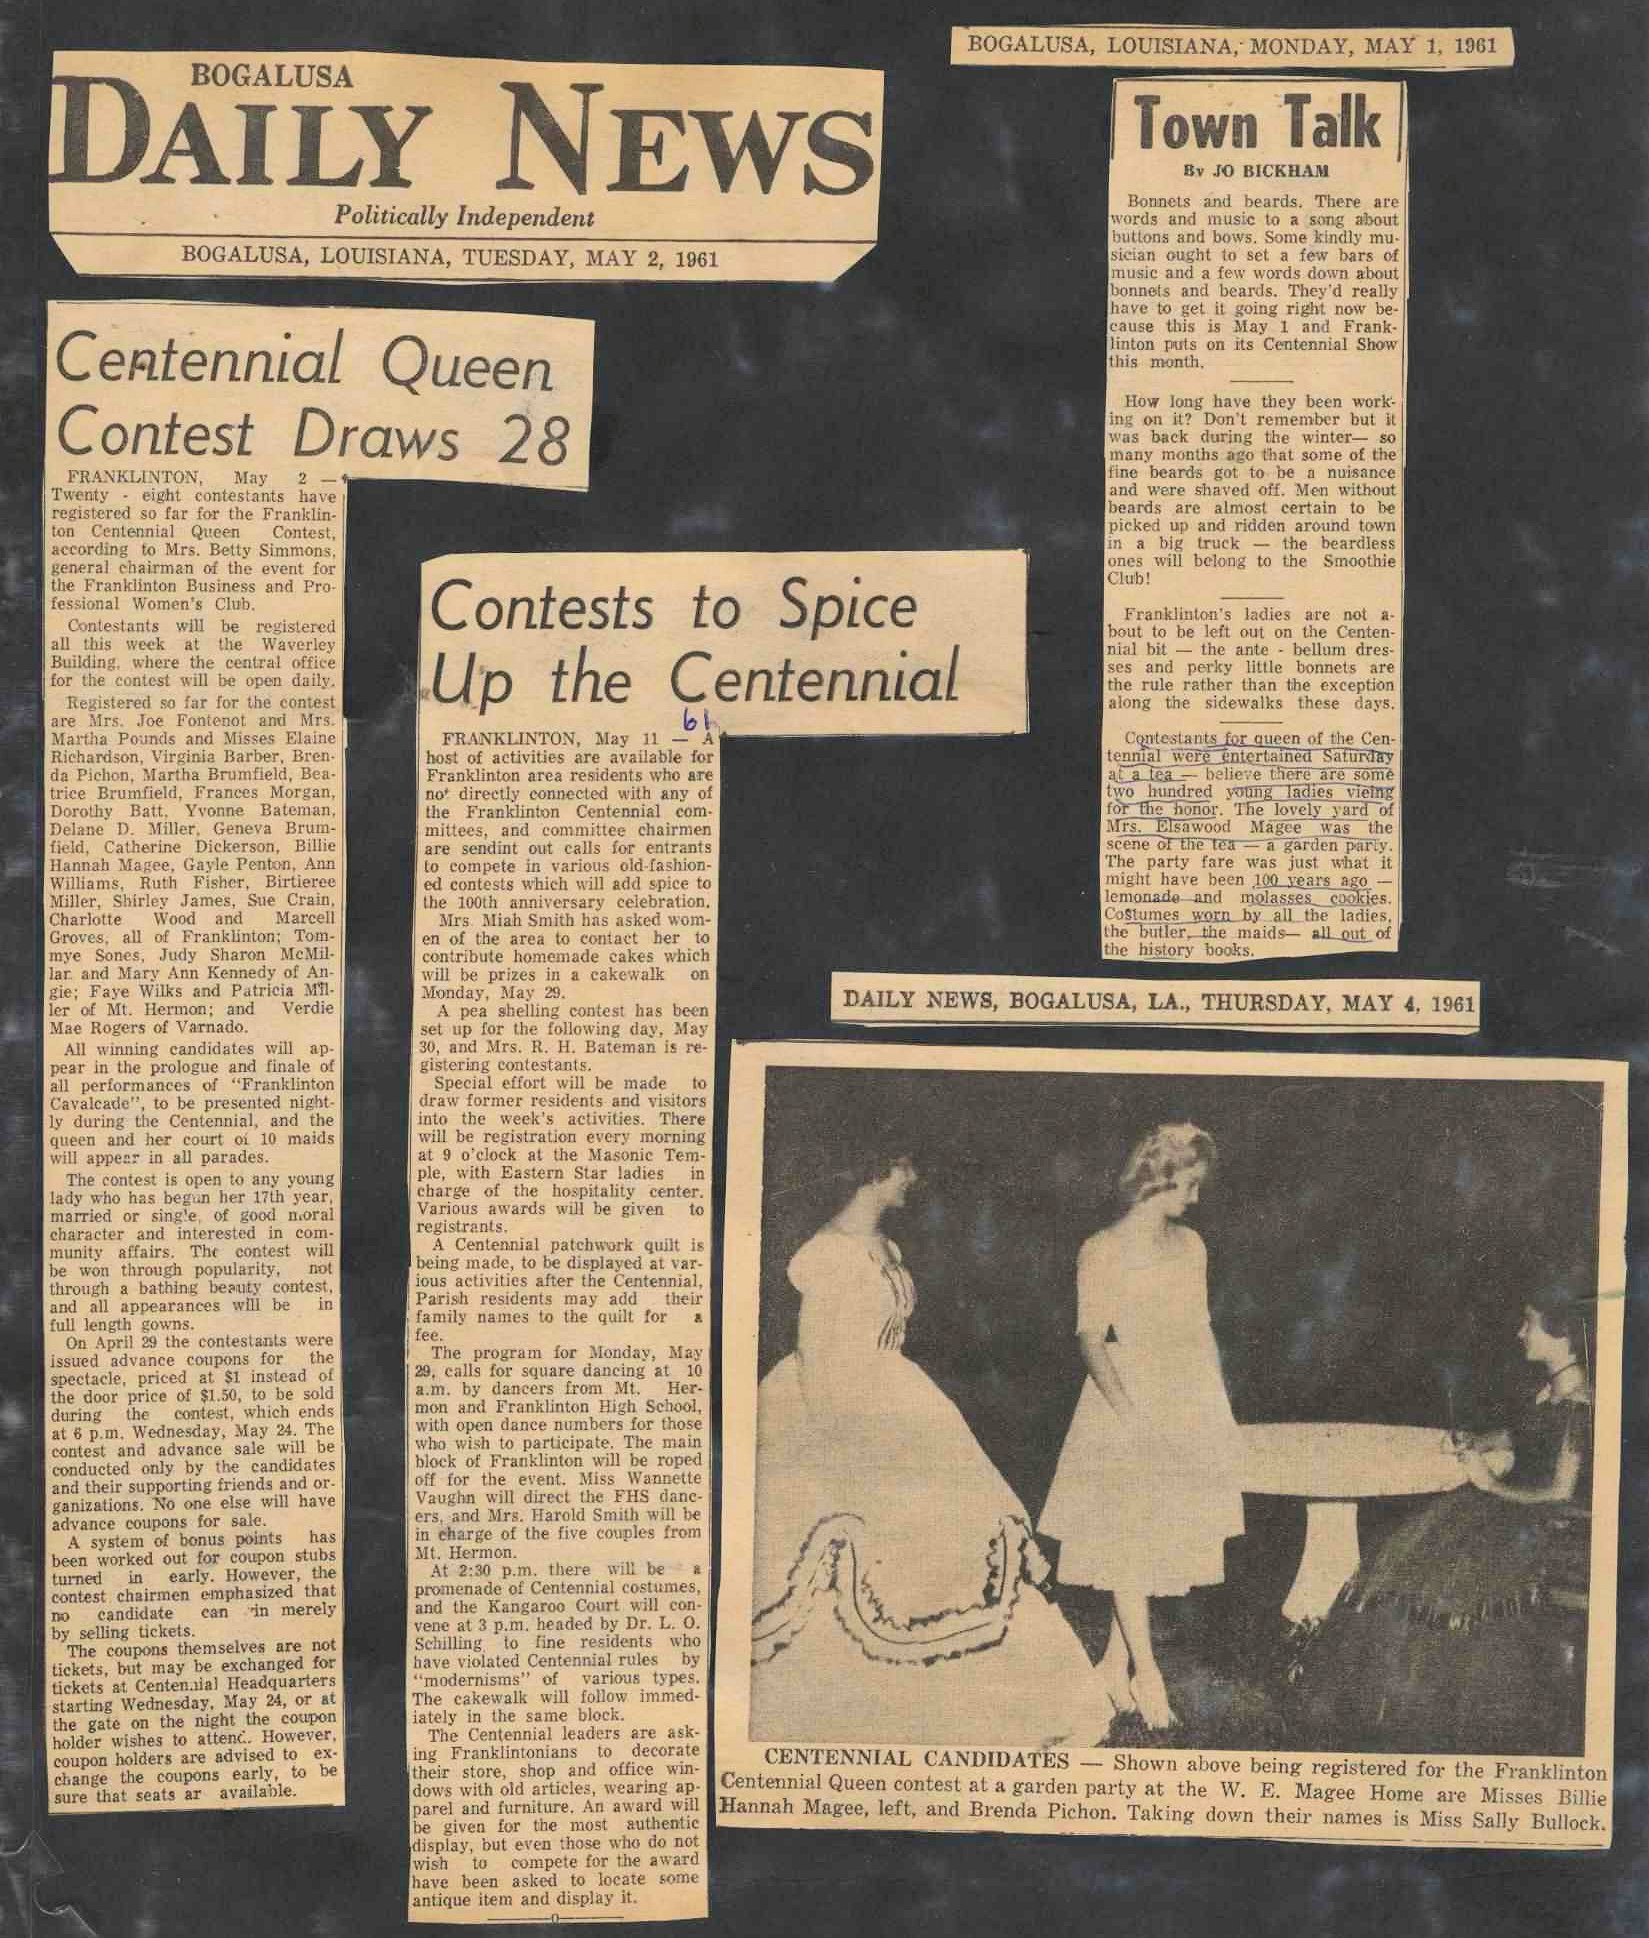 BOGALUSA
DAILY NEWS
Politically Independent
BOGALUSA, LOUISIANA, TUESDAY, MAY 2, 1961
Centennial Queen
Contest Draws 28
FRANKLINTON, May 2 —
Twenty - eight contestants have
registered so far for the Franklin-
ton Centennial Queen Contest,
according to Mrs. Betty Simmons,
general chairman of the event for
the Franklinton Business and Pro-
fessional Women's Club.
Contestants will be registered
all this week at the Waverley
Building, where the central office
for the contest will be open daily.
Registered so far for the contest
are Mrs. Joe Fontenot and Mrs.
Martha Pounds and Misses Elaine
Richardson, Virginia Barber, Bren-
da Pichon, Martha Brumfield, Bea-
trice Brumfield, Frances Morgan,
Dorothy Batt, Yvonne Bateman,
Delane D. Miller, Geneva Brum-
field, Catherine Dickerson, Billie
Hannah Magee, Gayle Penton, Ann
Williams, Ruth Fisher, Birtieree
Miller, Shirley James, Sue Crain,
Charlotte Wood and Marcell
Groves, all of Franklinton; Tom-
mye Sones, Judy Sharon McMil-
lar and Mary Ann Kennedy of An-
gie; Faye Wilks and Patricia Mil-
ler of Mt. Hermon; and Verdie
Mae Rogers of Varnado.
All winning candidates will ap-
pear in the prologue and finale of
all performances of "Franklinton
Cavalcade", to be presented night-
ly during the Centennial, and the
queen and her court of 10 maids
will appear in all parades.
The contest is open to any young
lady who has begun her 17th year,
married or single, of good moral
character and interested in com-
munity affairs. The contest will
be won through popularity, not
through a bathing beauty contest,
and all appearances will be in
full length gowns.
On April 29 the contestants were
issued advance coupons for the
spectacle, priced at $1 instead of
the door price of $1.50, to be sold
during the contest, which ends
at 6 p.m. Wednesday, May 24. The
contest and advance sale will be
conducted only by the candidates
and their supporting friends and or-
ganizations. No one else will have
advance coupons for sale.
A system of bonus points has
been worked out for coupon stubs
turned in early. However, the
contest chairmen emphasized that
no candidate can in merely
by selling tickets.
The coupons themselves are not
tickets, but may be exchanged for
tickets at Centennial Headquarters
starting Wednesday, May 24, or at
the gate on the night the coupon
holder wishes to attend. However,
coupon holders are advised to ex-
change the coupons early, to be
sure that seats ar available.
Contests to Spice
Up the Centennial
61
FRANKLINTON, May 11 — A
host of activities are available for
Franklinton area residents who are
not directly connected with any of
the Franklinton Centennial com-
mittees, and committee chairmen
are sendint out calls for entrants
to compete in various old-fashion-
ed contests which will add spice to
the 100th anniversary celebration.
Mrs. Miah Smith has asked wom-
en of the area to contact her to
contribute homemade cakes which
will be prizes in a cakewalk on
Monday, May 29.
A pea shelling contest has been
set up for the following day, May
30, and Mrs. R. H. Bateman is re-
gistering contestants.
Special effort will be made to
draw former residents and visitors
into the week's activities. There
will be registration every morning
at 9 o'clock at the Masonic Tem-
ple, with Eastern Star ladies in
charge of the hospitality center.
Various awards will be given to
registrants.
A Centennial patchwork quilt is
being made, to be displayed at var-
ious activities after the Centennial,
Parish residents may add their
family names to the quilt for a
fee.
The program for Monday, May
29, calls for square dancing at 10
a.m. by dancers from Mt. Her-
mon and Franklinton High School,
with open dance numbers for those
who wish to participate. The main
block of Franklinton will be roped
off for the event. Miss Wannette
Vaughn will direct the FHS danc-
ers, and Mrs. Harold Smith will be
in charge of the five couples from
Mt. Hermon.
At 2:30 p.m. there will be a
promenade of Centennial costumes,
and the Kangaroo Court will con-
vene at 3 p.m. headed by Dr. L. O.
Schilling to fine residents who
have violated Centennial rules by
"modernisms" of various types.
The cakewalk will follow immed-
iately in the same block.
The Centennial leaders are ask-
ing Franklintonians to decorate
their store, shop and office win-
dows with old articles, wearing ap-
parel and furniture. An award will
be given for the most authentic
display, but even those who do not
wish to compete for the award
have been asked to locate some
antique item and display it.
BOGALUSA, LOUISIANA, MONDAY, MAY 1, 1961
Town Talk
By JO BICKHAM
Bonnets and beards. There are
words and music to a song about
buttons and bows. Some kindly mu-
sician ought to set a few bars of
music and a few words down about
bonnets and beards. They'd really
have to get it going right now be-
cause this is May 1 and Frank-
linton puts on its Centennial Show
this month.
How long have they been work-
ing on it? Don't remember but it
was back during the winter— so
many months ago that some of the
fine beards got to be a nuisance
and were shaved off. Men without
beards are almost certain to be
picked up and ridden around town
in a big truck — the beardless
ones will belong to the Smoothie
Club!
Franklinton's ladies are not a-
bout to be left out on the Centen-
nial bit — the ante - bellum dres-
ses and perky little bonnets are
the rule rather than the exception
along the sidewalks these days.
Contestants for queen of the Cen-
tennial were entertained Saturday
at a tea — believe there are some
two hundred young ladies vieing
for the honor. The lovely yard of
Mrs. Elsawood Magee was the
scene of the tea — a garden party.
The party fare was just what it
might have been 100 years ago —
lemonade and molasses cookies.
Costumes worn by all the ladies,
the butler, the maids— all out of
the history books.
DAILY NEWS, BOGALUSA, LA., THURSDAY, MAY 4, 1961
CENTENNIAL CANDIDATES — Shown above being registered for the Franklinton
Centennial Queen contest at a garden party at the W. E. Magee Home are Misses Billie
Hannah Magee, left, and Brenda Pichon. Taking down their names is Miss Sally Bullock.